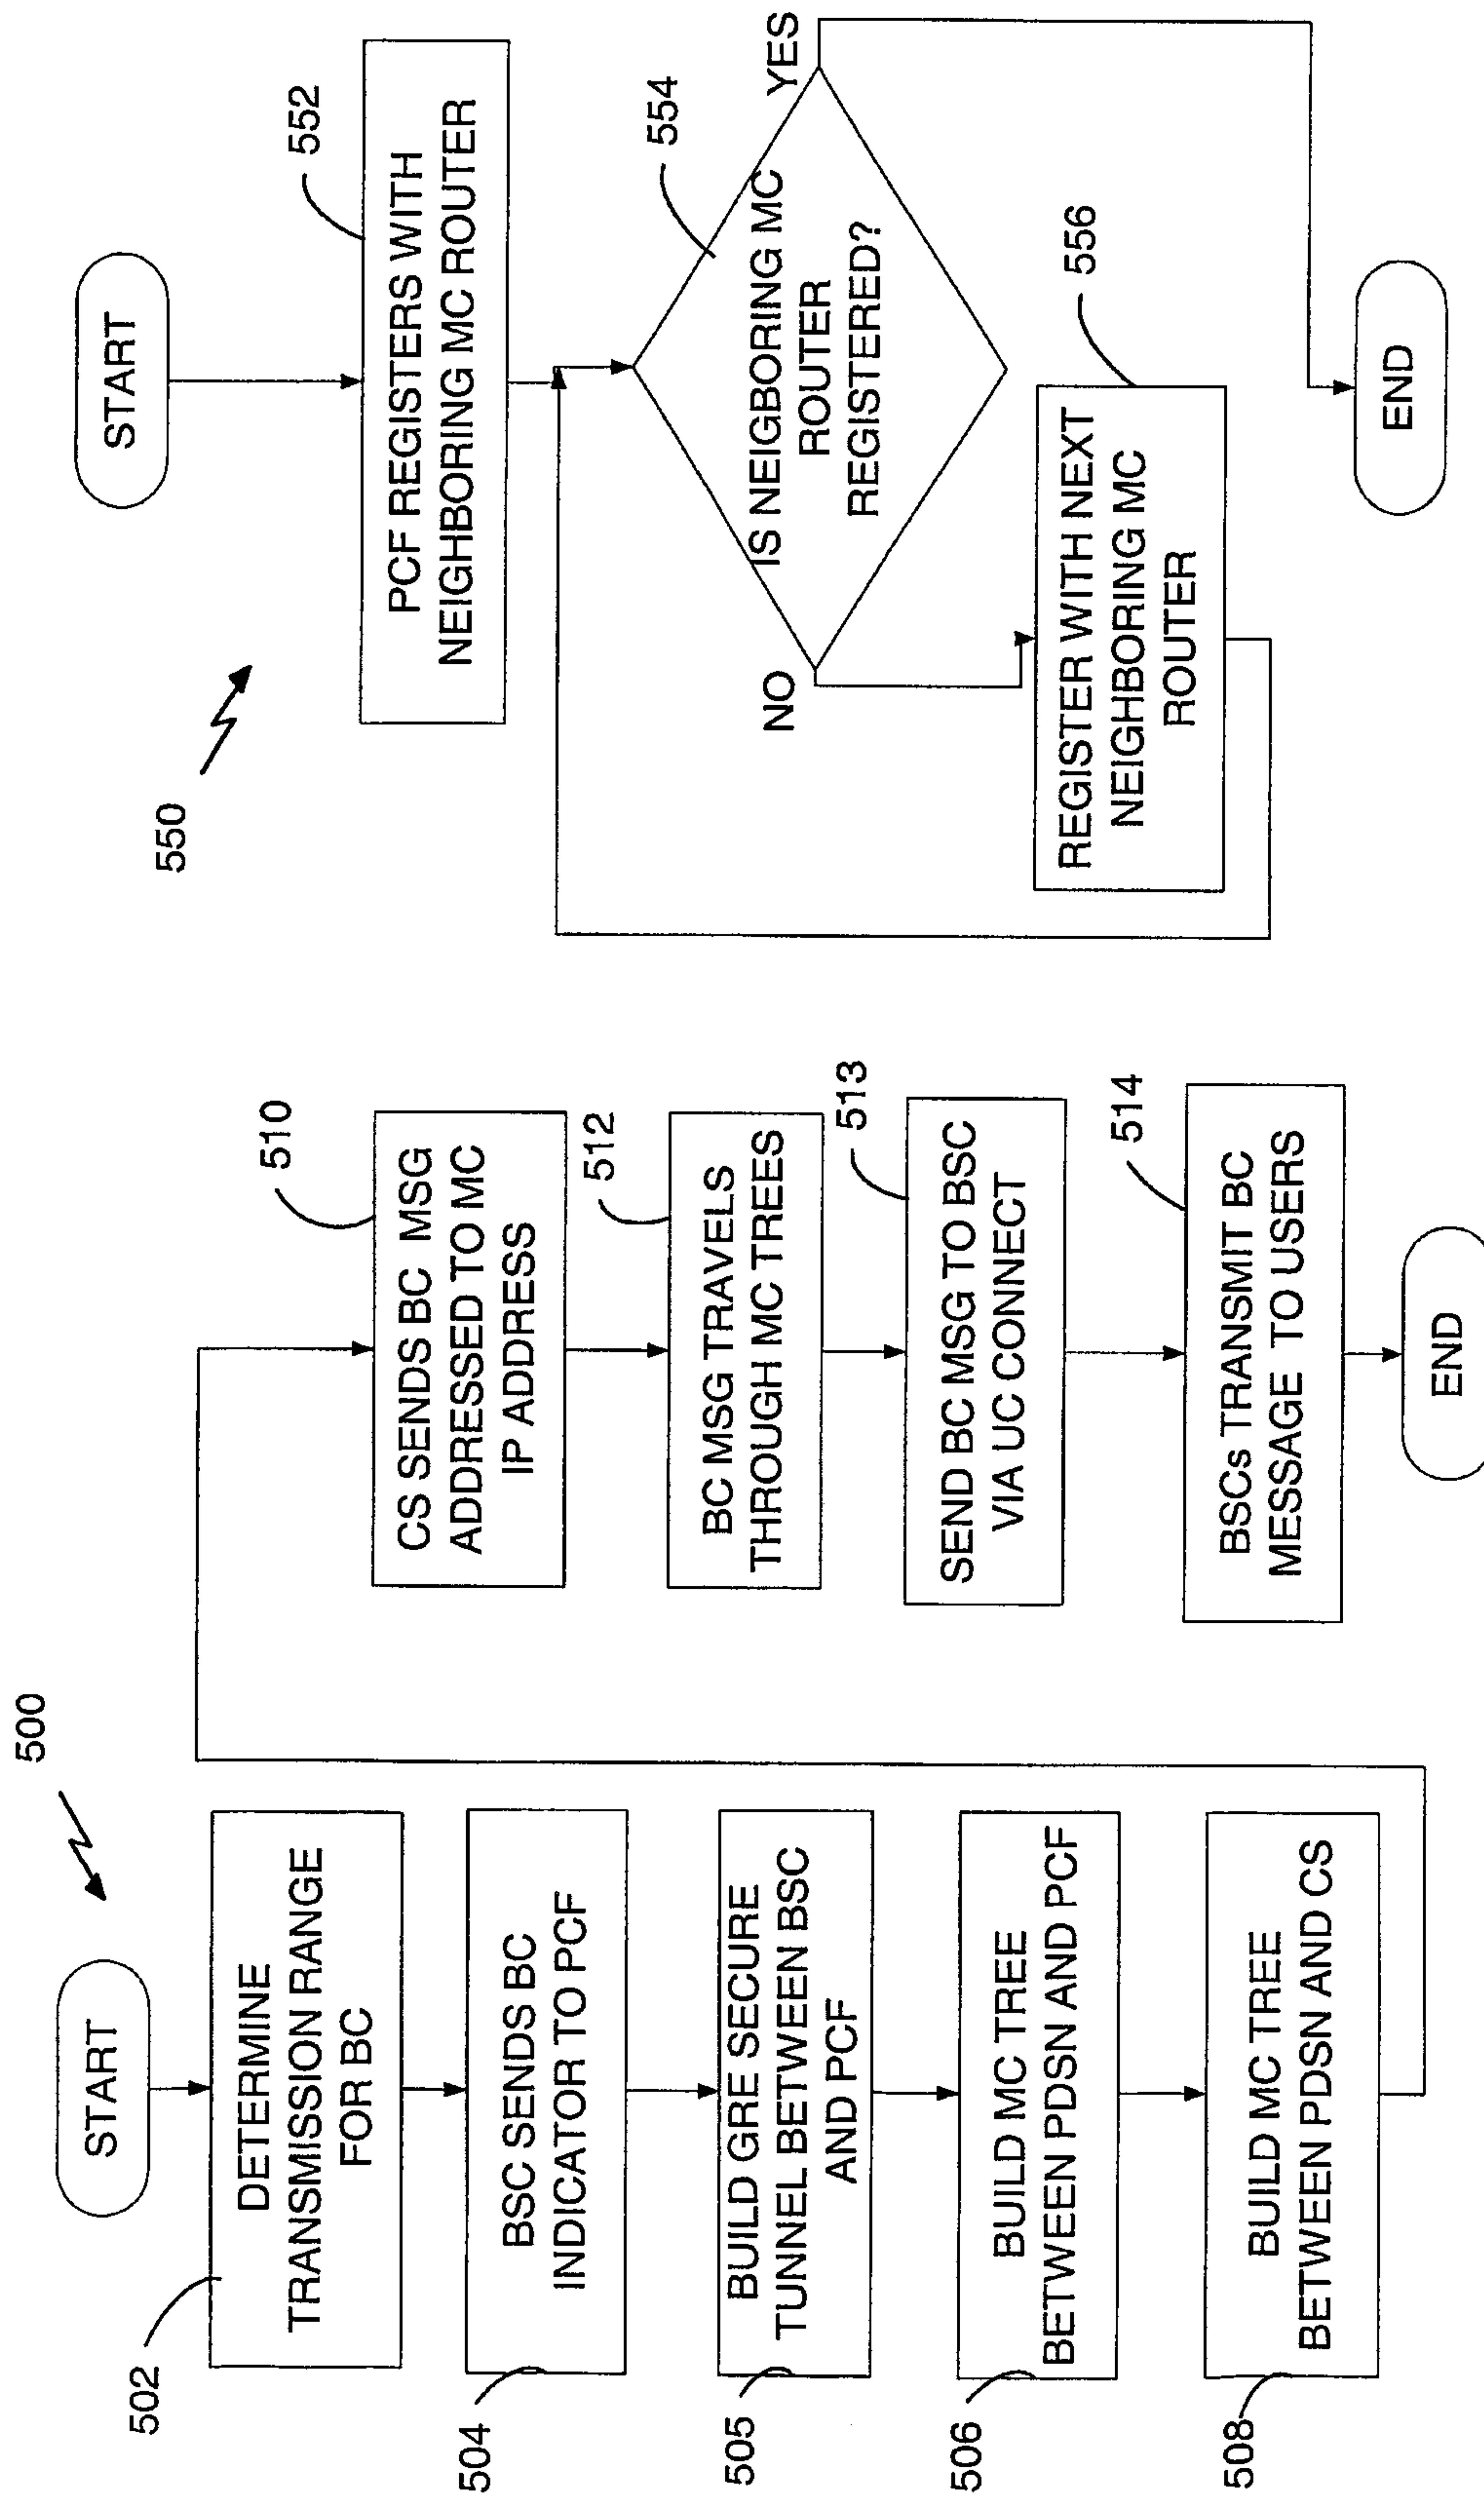 500
START
502
DETERMINE
TRANSMISSION RANGE
FOR BC
504
BSC SENDS BC
INDICATOR TO PCF
505
BUILD GRE SECURE
TUNNEL BETWEEN BSC
AND PCF
506
BUILD MC TREE
BETWEEN PDSN AND PCF
508
BUILD MC TREE
BETWEEN PDSN AND CS
510
CS SENDS BC MSG
ADDRESSED TO MC
IP ADDRESS
512
BC MSG TRAVELS
THROUGH MC TREES
513
SEND BC MSG TO BSC
VIA UC CONNECT
514
BSCs TRANSMIT BC
MESSAGE TO USERS
END
550
START
552
PCF REGISTERS WITH
NEIGHBORING MC ROUTER
554
IS NEIGBORING MC
ROUTER
REGISTERED?
YES
NO
556
REGISTER WITH NEXT
NEIGHBORING MC
ROUTER
END